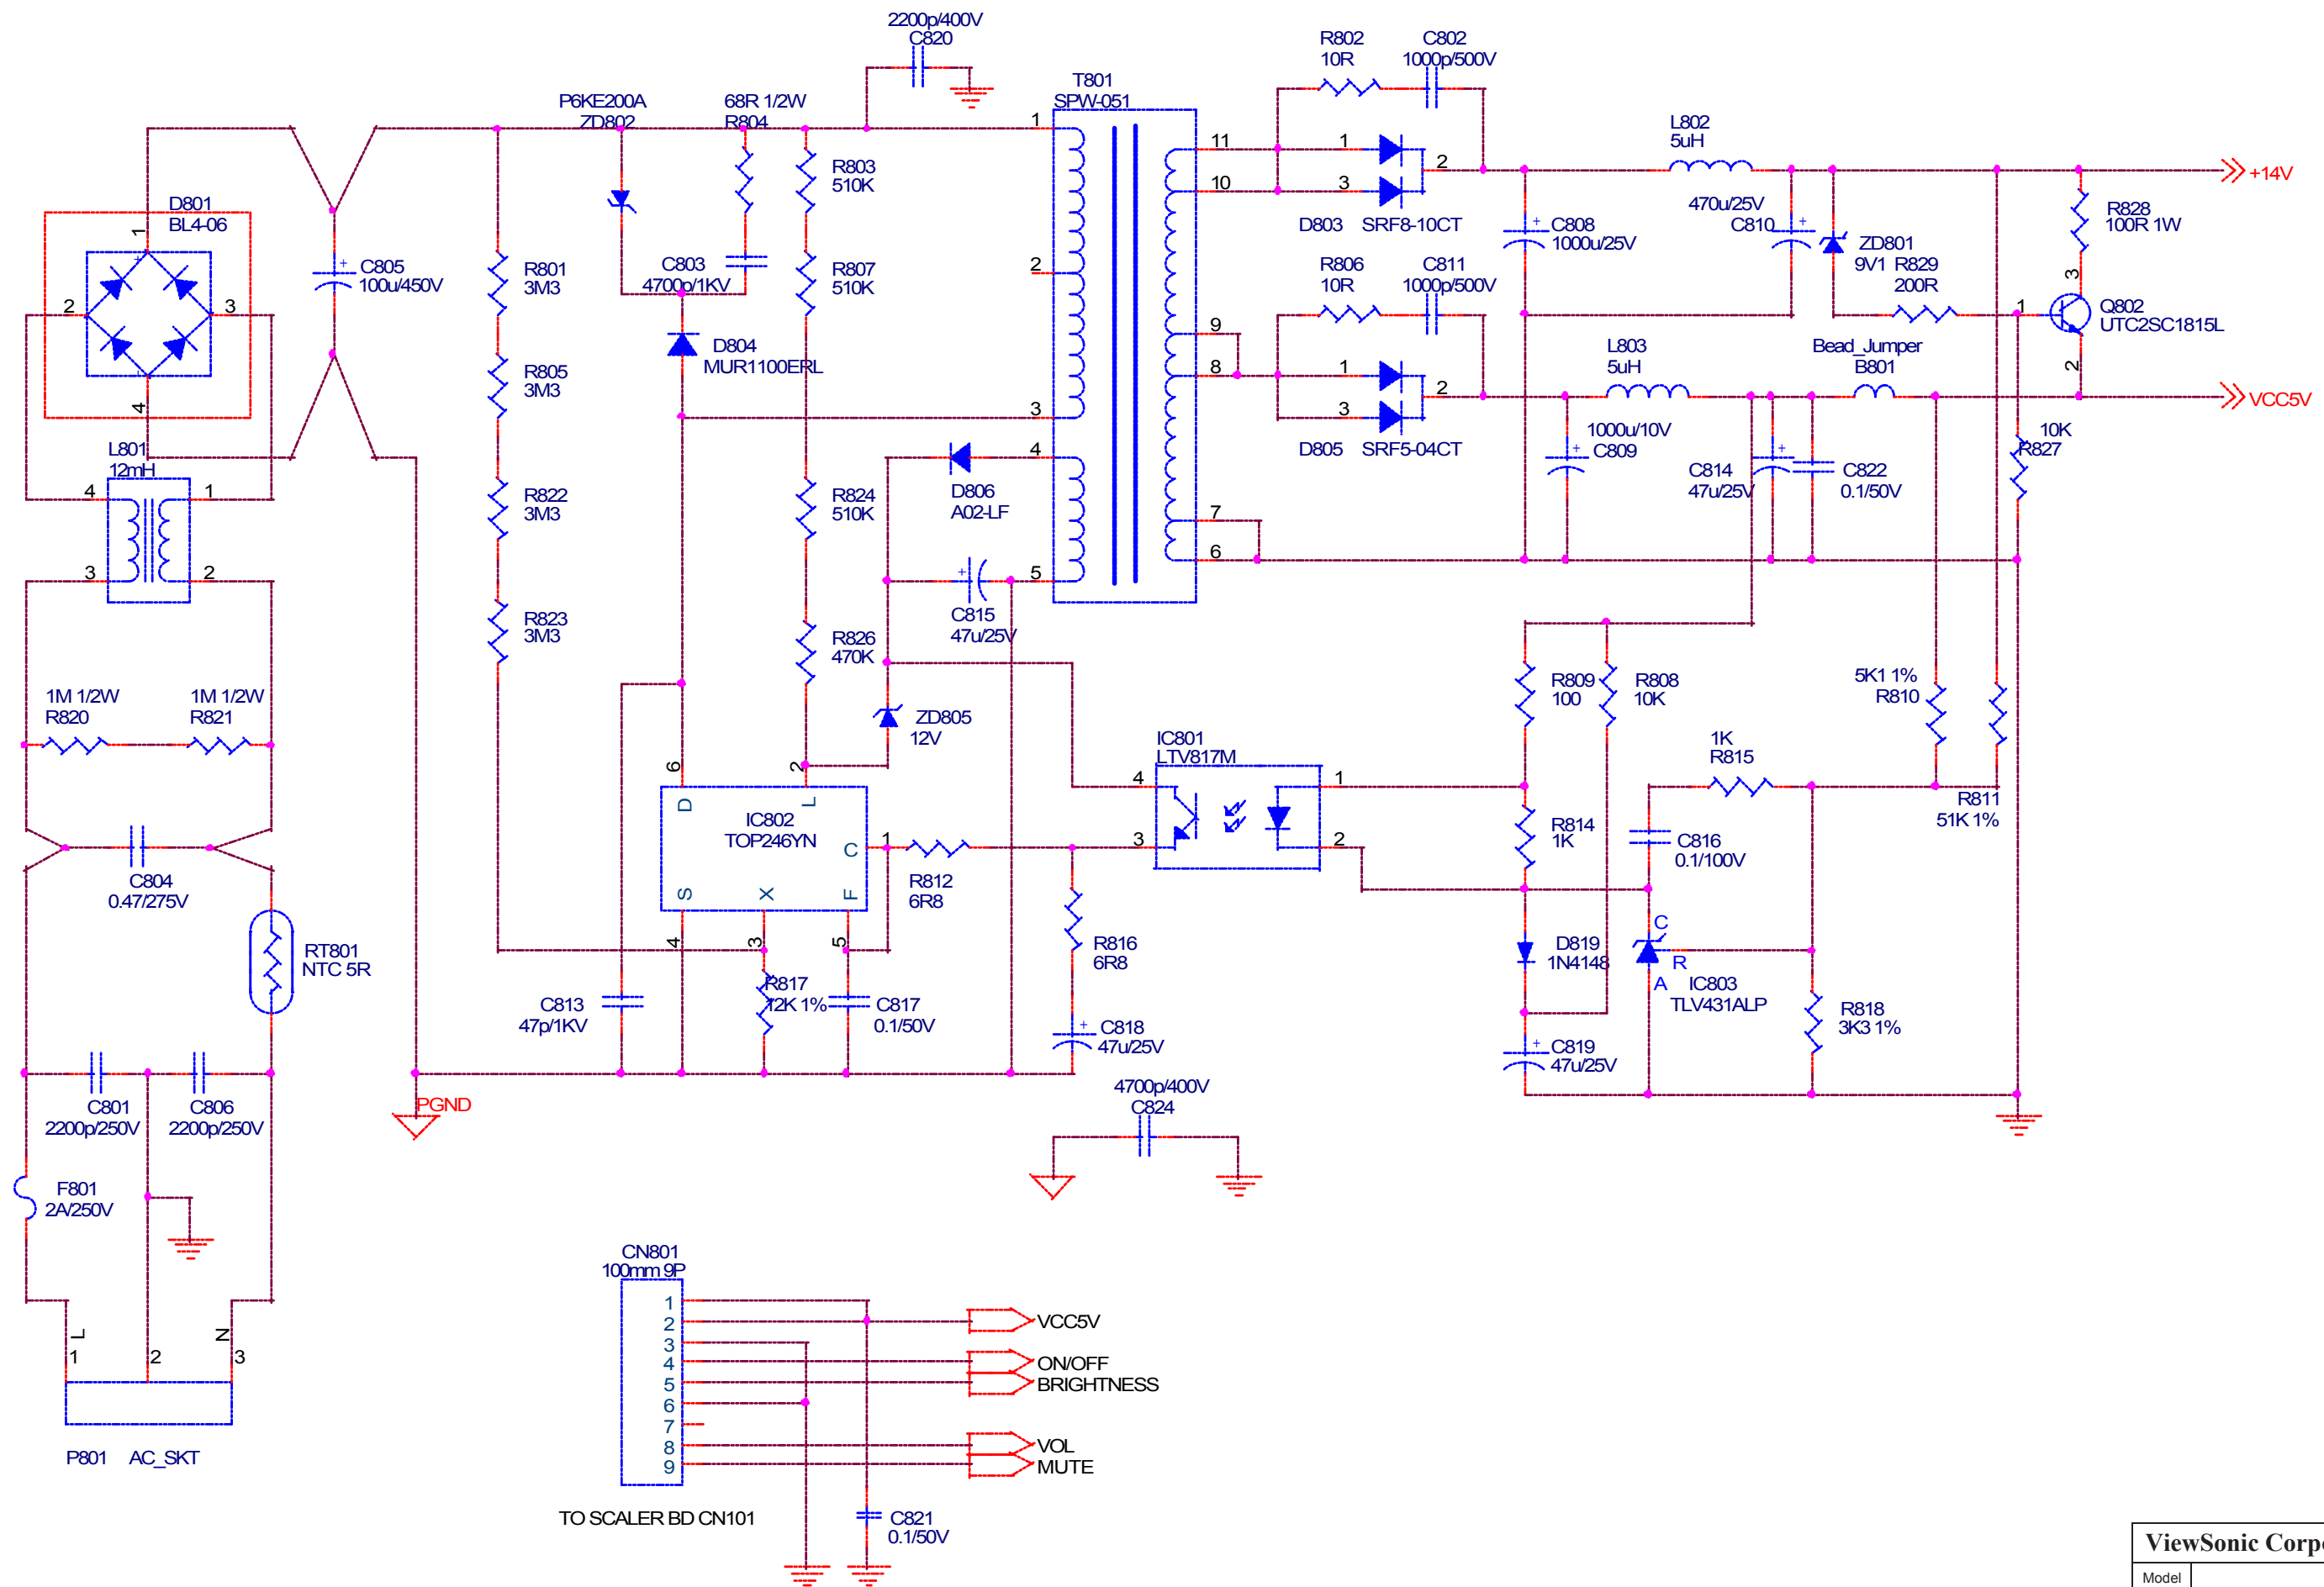 2200p/400V
C820
R802
10R
C802
1000p/500V
T801
SPW-051
P6KE200A
ZD802
68R 1/2W
R804
1
11
1
2
L802
5uH
+14V
R803
510K
10
3
D803 SRF8-10CT
470u/25V
C810
R828
100R 1W
D801
BL4-06
1
+
C808
1000u/25V
ZD801
9V1
R829
200R
3
+
C805
100u/450V
R801
3M3
C803
4700p/1KV
R807
510K
2
R806
10R
C811
1000p/500V
2
3
1
Q802
UTC2SC1815L
D804
MUR1100ERL
9
8
1
2
L803
5uH
Bead_Jumper
B801
2
VCC5V
R805
3M3
4
3
3
D805 SRF5-04CT
1000u/10V
C809
10K
R827
L801
12mH
4
1
4
D806
A02-LF
C814
47u/25V
C822
0.1/50V
R822
3M3
R824
510K
7
6
3
2
5
C815
47u/25V
R823
3M3
R826
470K
1M 1/2W
R820
1M 1/2W
R821
ZD805
12V
R809
100
R808
10K
5K1 1%
R810
IC801
LTV817M
1K
R815
6
2
4
1
D
L
IC802
TOP246YN
R811
51K 1%
C
1
3
2
R814
1K
C816
0.1/100V
C804
0.47/275V
R812
6R8
S
X
F
4
3
5
C
R
A
RT801
NTC 5R
R816
6R8
D819
1N4148
IC803
TLV431ALP
C813
47p/1KV
R817
12K 1%
C817
0.1/50V
C818
47u/25V
R818
3K3 1%
C819
47u/25V
C801
2200p/250V
C806
2200p/250V
PGND
4700p/400V
C824
F801
2A/250V
CN801
100mm 9P
1
2
VCC5V
3
4
ON/OFF
5
BRIGHTNESS
6
7
8
VOL
9
MUTE
L
N
1
2
3
P801 AC_SKT
TO SCALER BD CN101
C821
0.1/50V
ViewSonic Corp
Model